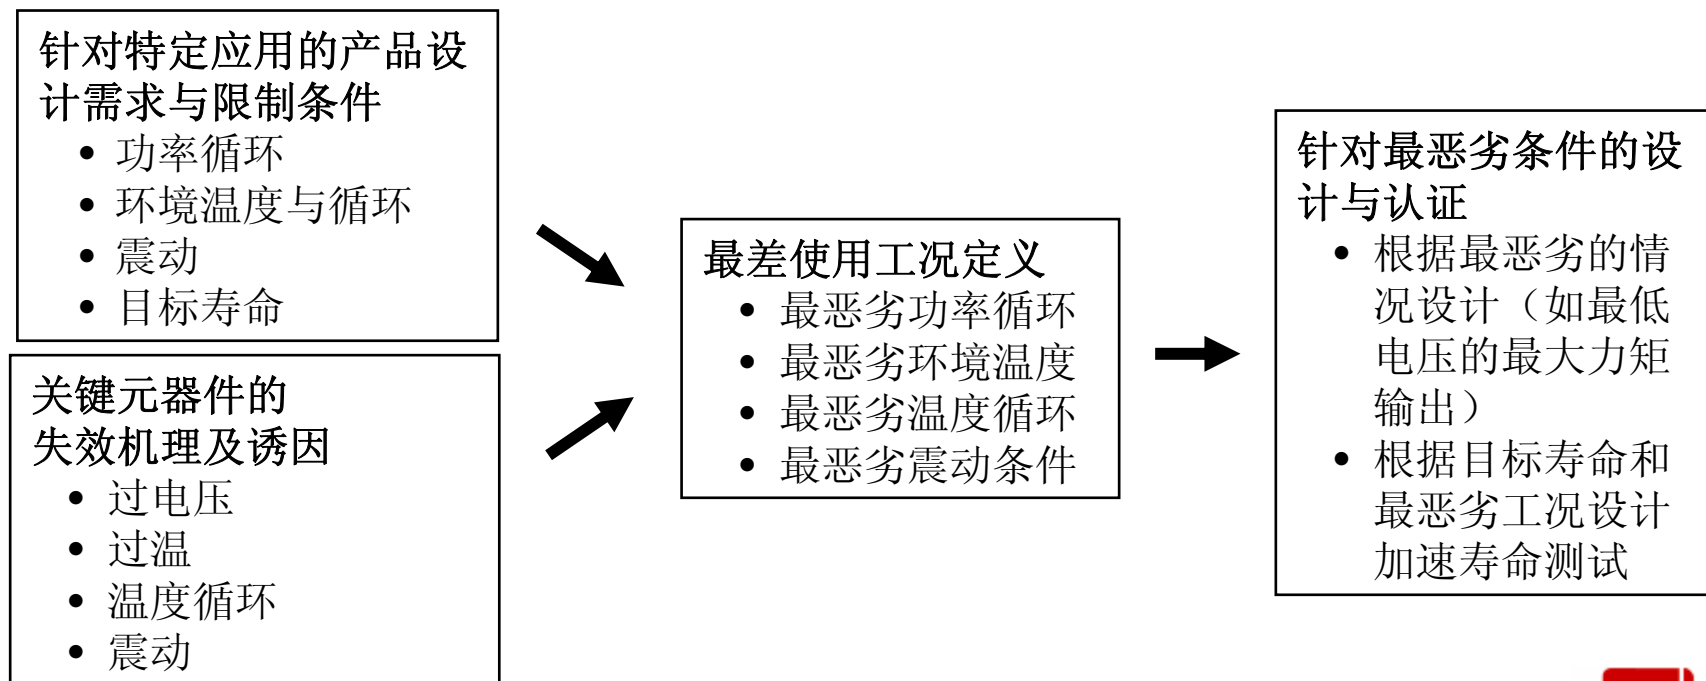 针对特定应用的产品设
计需求与限制条件
• 功率循环
• 环境温度与循环
• 震动
• 目标寿命
关键元器件的
失效机理及诱因
• 过电压
• 过温
• 温度循环
• 震动
最差使用工况定义
• 最恶劣功率循环
• 最恶劣环境温度
• 最恶劣温度循环
• 最恶劣震动条件
针对最恶劣条件的设
计与认证
• 根据最恶劣的情
况设计（如最低
电压的最大力矩
输出）
• 根据目标寿命和
最恶劣工况设计
加速寿命测试